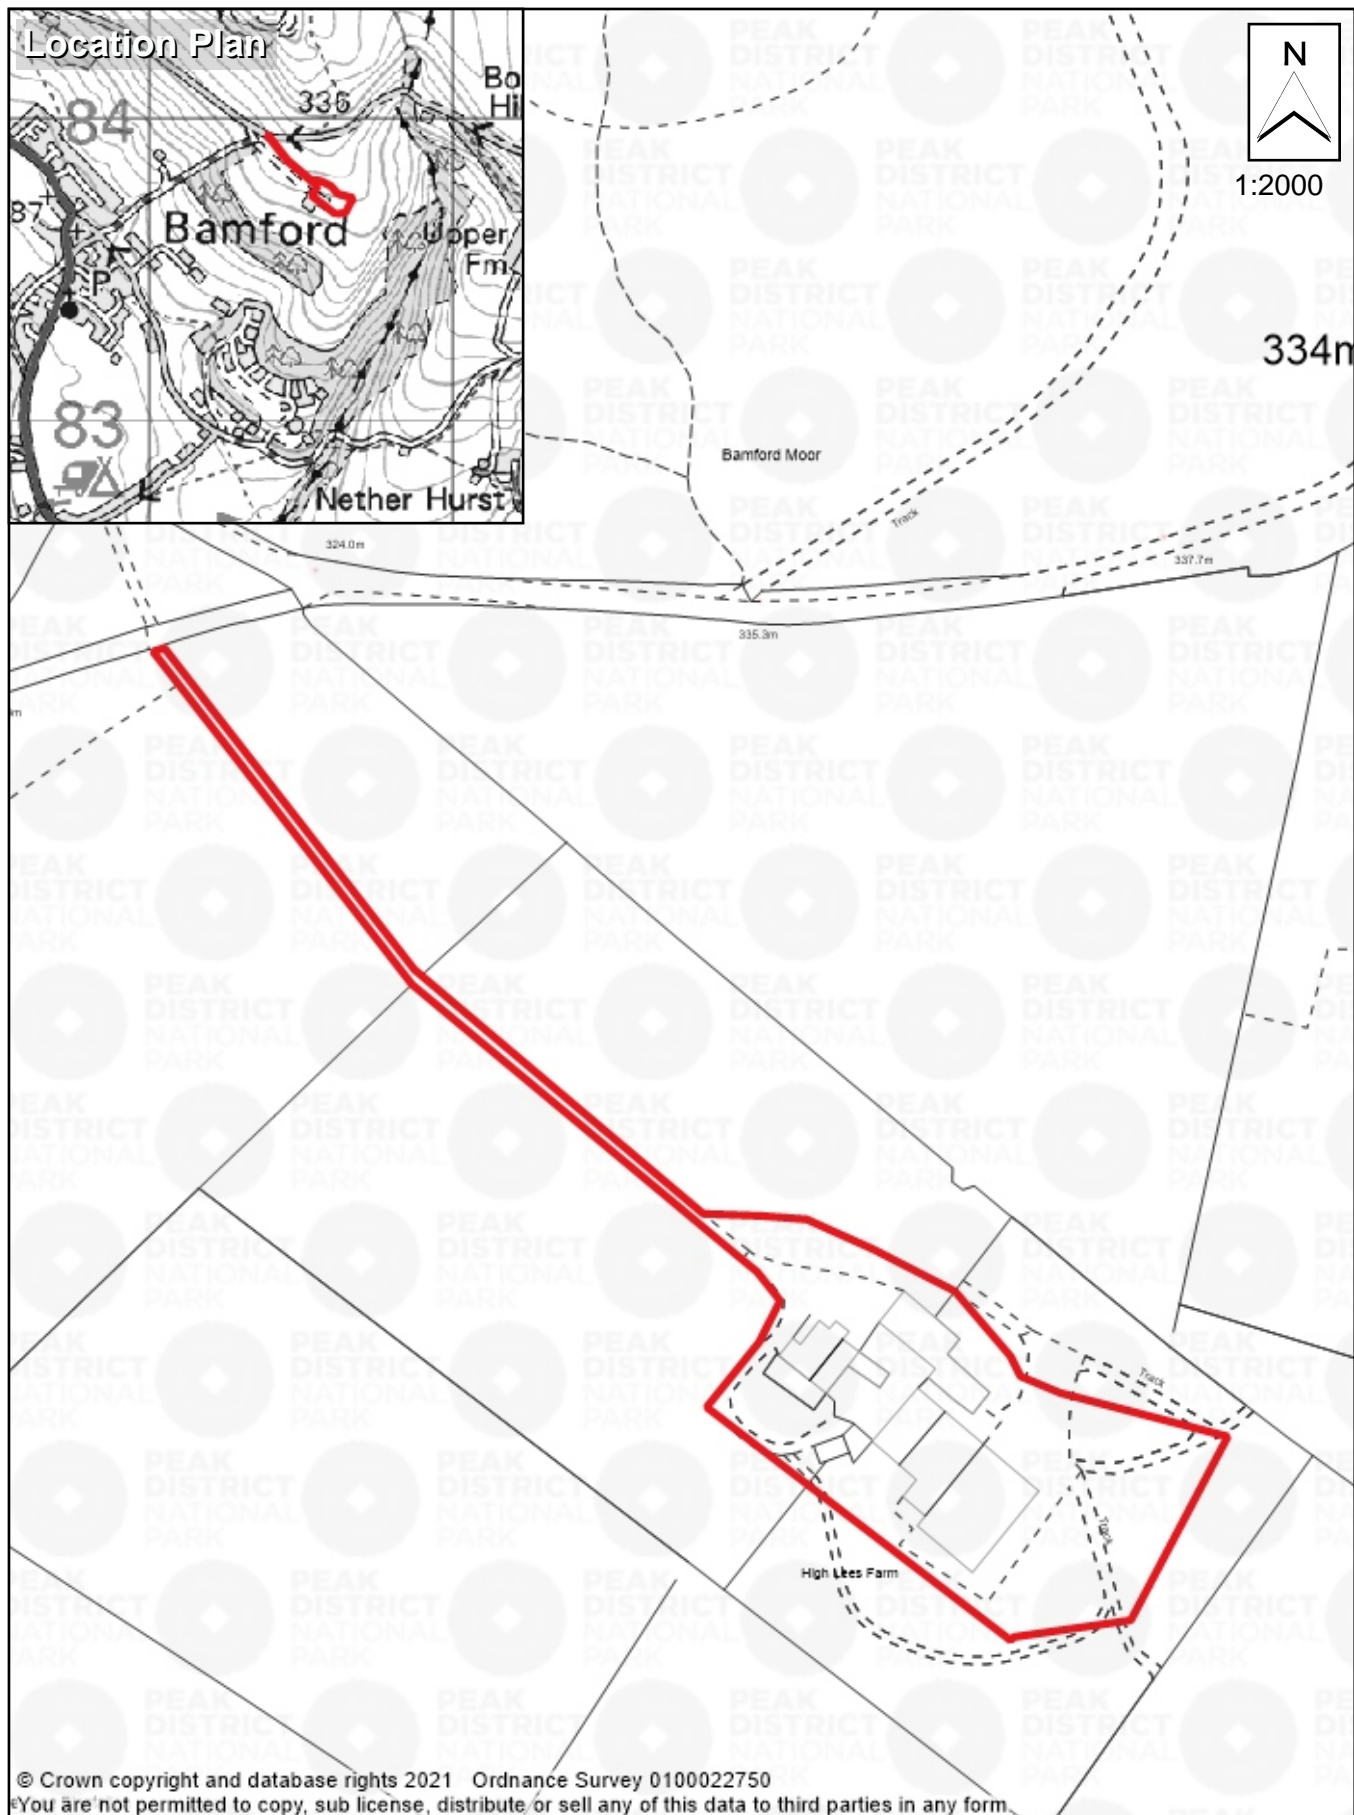 Location Plan
N
1:2000
84
336
Bo
Hil
87
Bamford
Upper
Fm
P
83
Nether Hurst
334m
Bamford Moor
Track
324.0m
337.7m
335.3m
m
Track
Track
High Lees Farm
PEAK
DISTRICT
NATIONAL
PARK
© Crown copyright and database rights 2021 Ordnance Survey 0100022750
You are not permitted to copy, sub license, distribute or sell any of this data to third parties in any form.